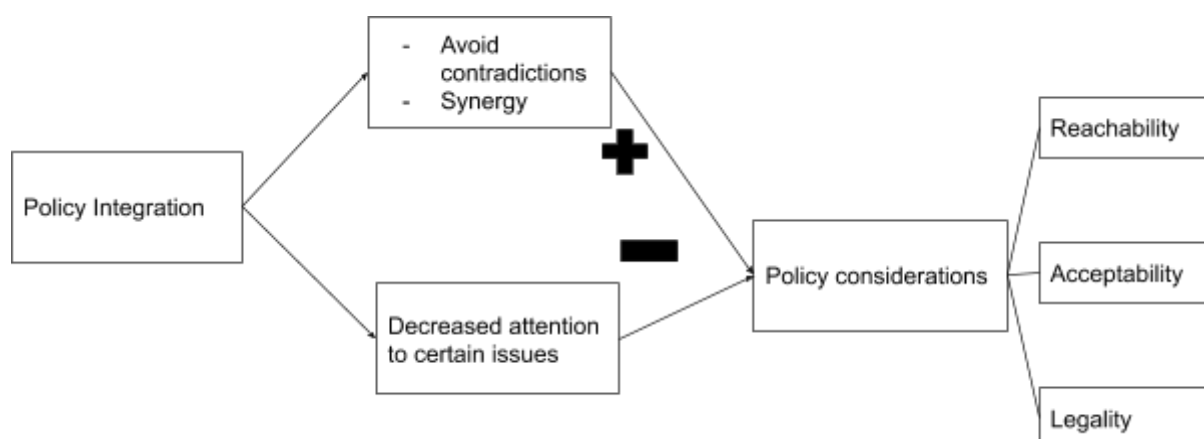 - Avoid
contradictions
- Synergy
Policy Integration
Decreased attention
to certain issues
Policy considerations
Reachability
Acceptability
Legality